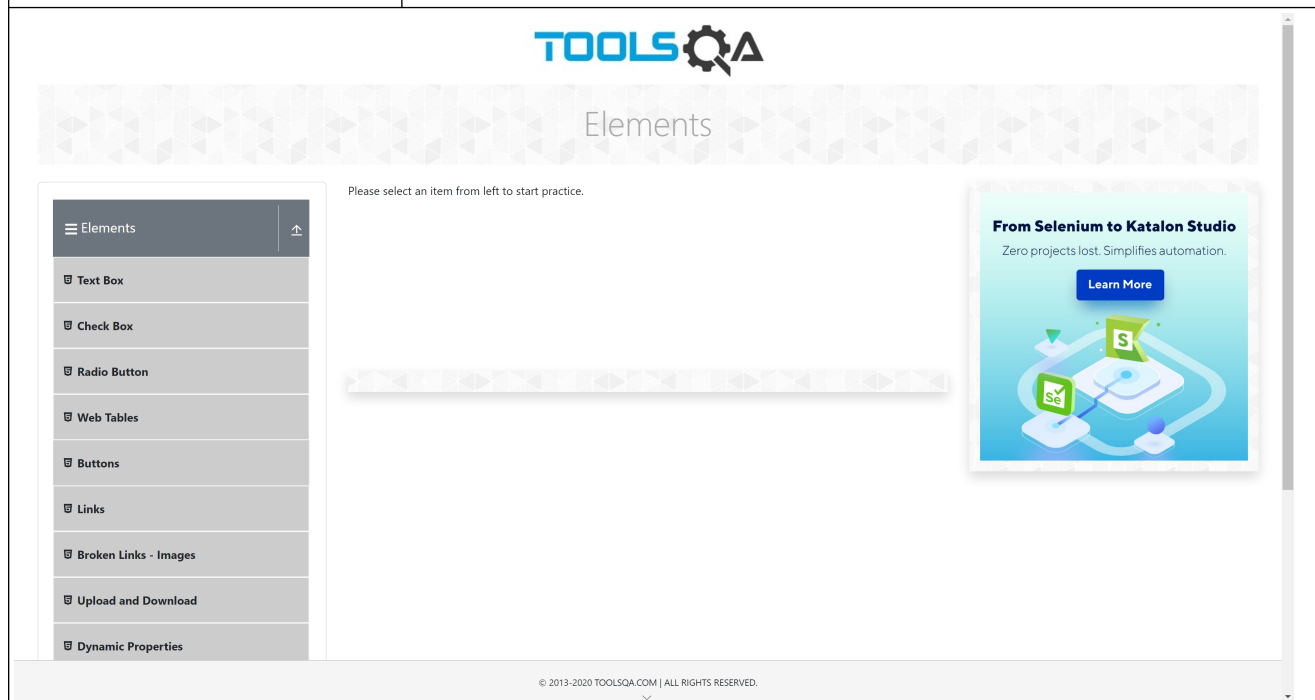 TOOLSQA
Elements
Elements
Text Box
Check Box
Radio Button
Web Tables
Buttons
Links
Broken Links - Images
Upload and Download
Dynamic Properties
Please select an item from left to start practice.
From Selenium to Katalon Studio
Zero projects lost. Simplifies automation.
Learn More
S
Se
© 2013-2020 TOOLSQA.COM | ALL RIGHTS RESERVED.